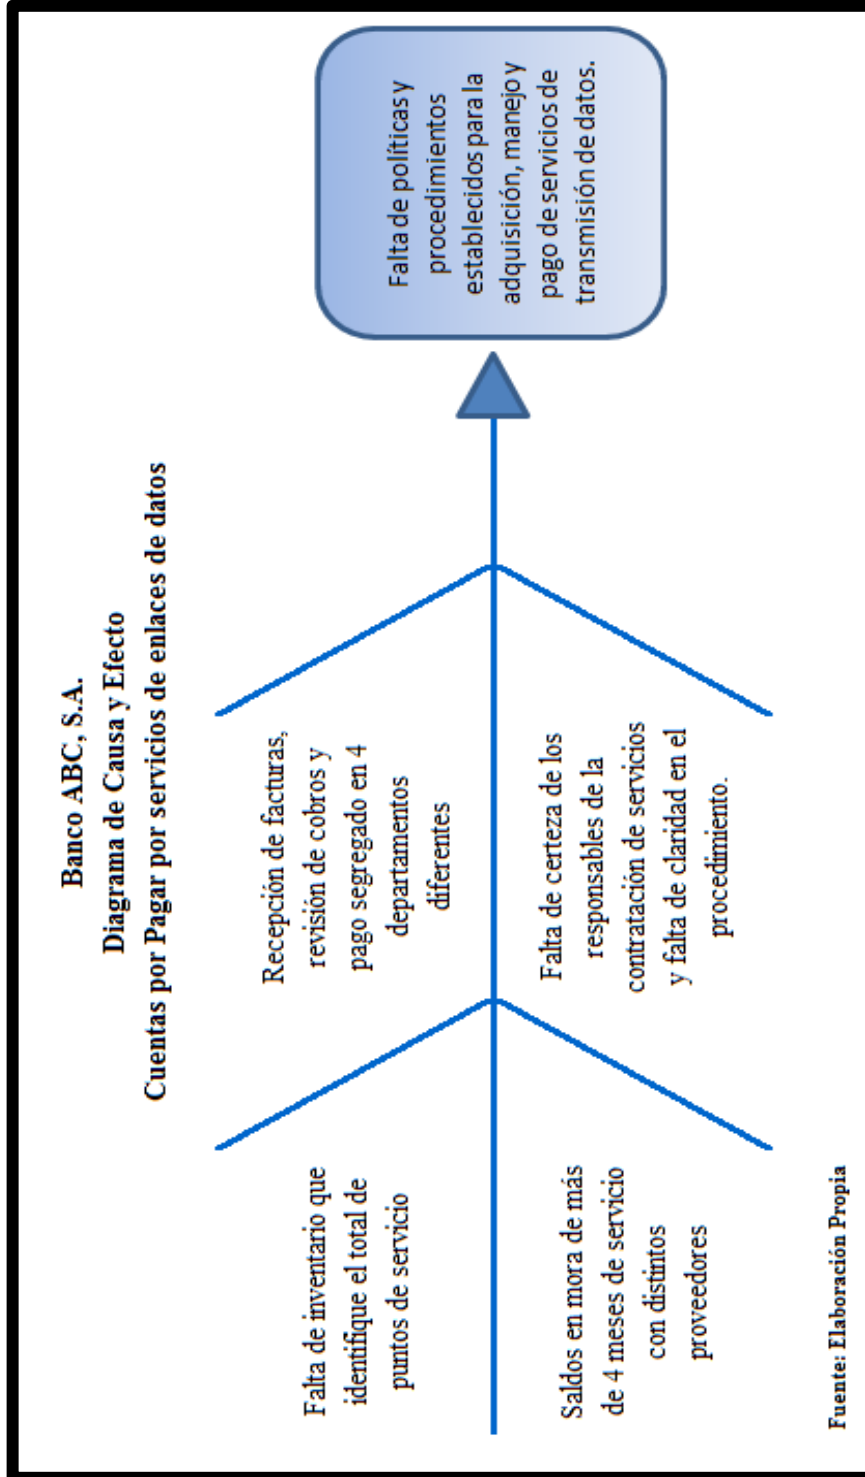 Banco ABC, S.A.
Diagrama de Causa y Efecto
Cuentas por Pagar por servicios de enlaces de datos
Falta de inventario que
identifique el total de
puntos de servicio
Recepción de facturas,
revisión de cobros y
pago segregado en 4
departamentos
diferentes
Saldos en mora de más
de 4 meses de servicio
con distintos
proveedores
Falta de certeza de los
responsables de la
contratación de servicios
y falta de claridad en el
procedimiento.
Falta de políticas y
procedimientos
establecidos para la
adquisición, manejo y
pago de servicios de
transmisión de datos.
Fuente: Elaboración Propia